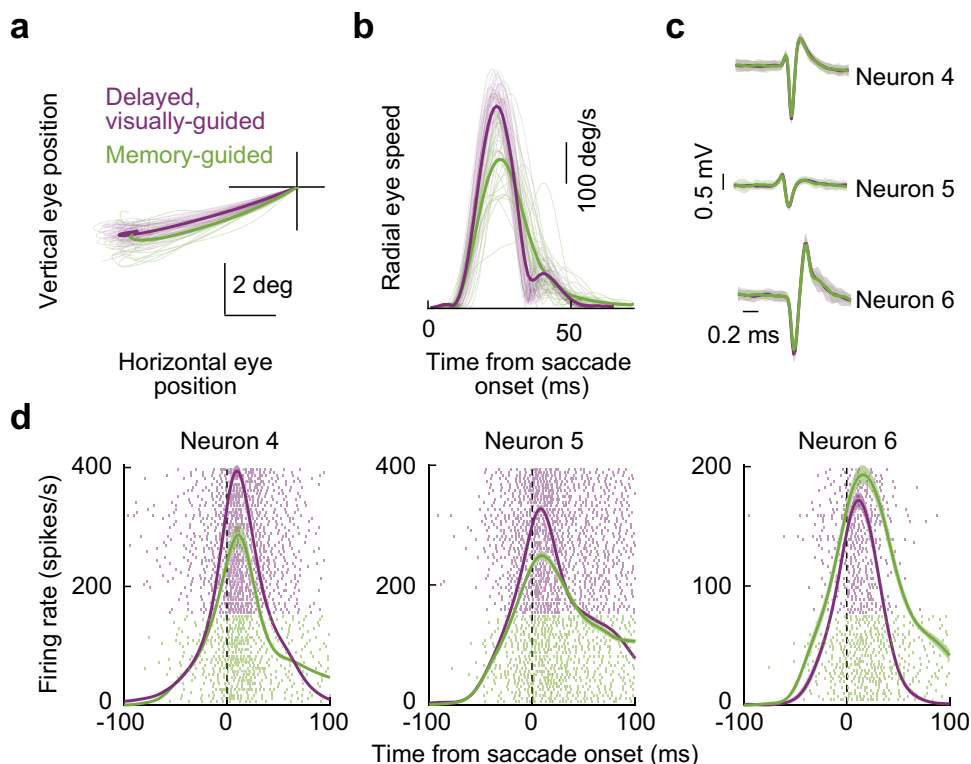 a
Delayed,
visually-guided
Memory-guided
Vertical eye position
2 deg
Horizontal eye
position
b
Radial eye speed
100 deg/s
0
50
Time from saccade
onset (ms)
c
Neuron 4
0.5 mV
Neuron 5
Neuron 6
0.2 ms
d
Neuron 4
Neuron 5
Neuron 6
Firing rate (spikes/s)
400
200
0
-100
0
100
400
200
0
-100
0
100
200
100
0
-100
0
100
Time from saccade onset (ms)